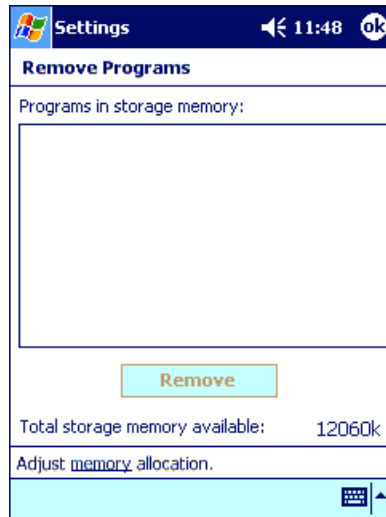 Settings 11:48 ok
Remove Programs
Programs in storage memory:
Remove
Total storage memory available: 12060k
Adjust memory allocation.